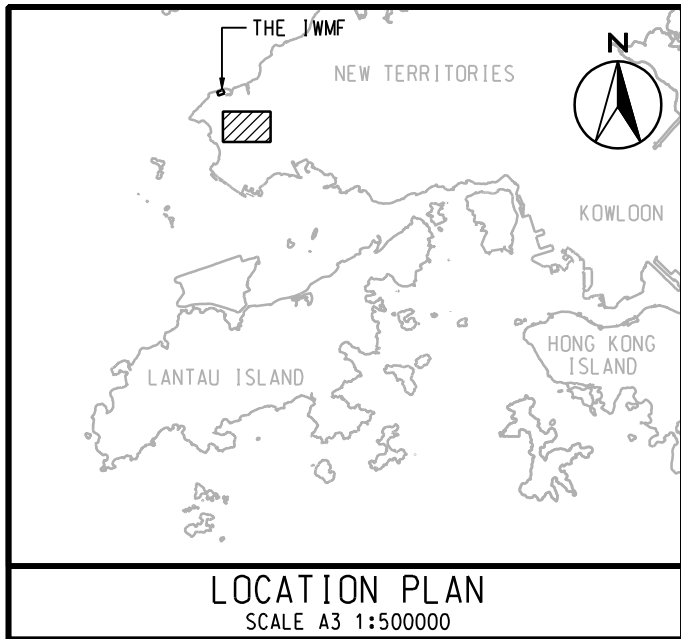 THE IWMF
N
NEW TERRITORIES
KOWLOON
HONG KONG
ISLAND
LANTAU ISLAND
LOCATION PLAN
SCALE A3 1:500000